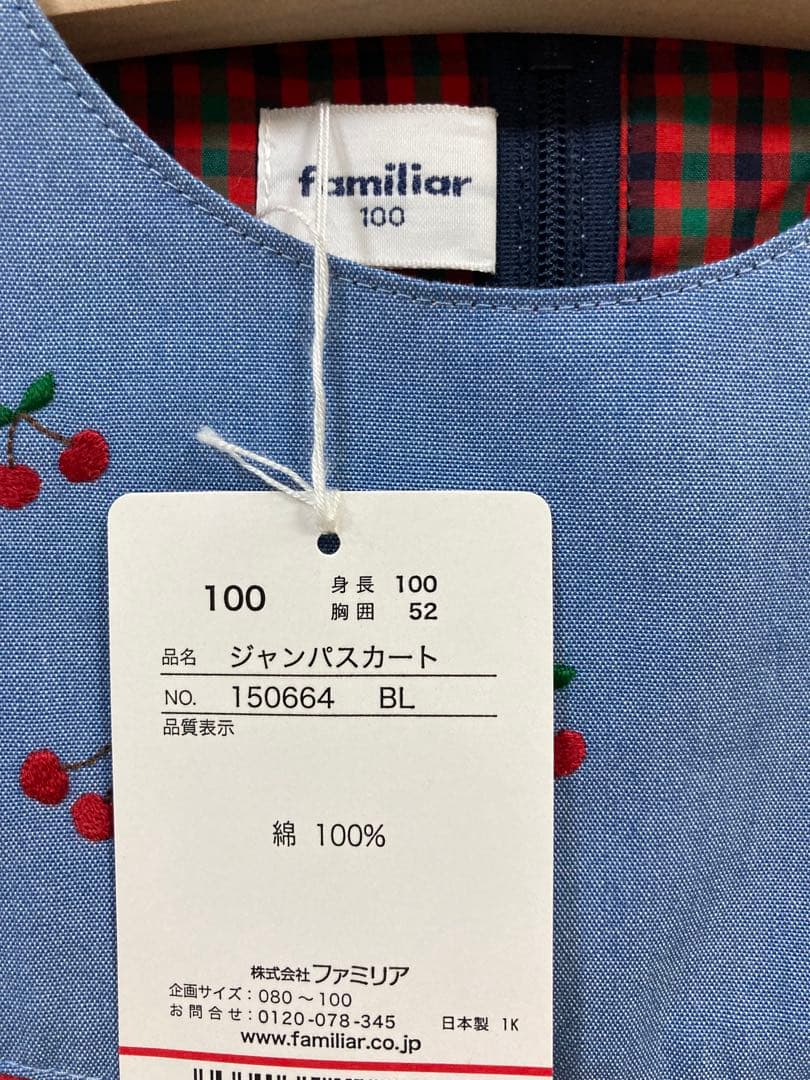 familiar
100
100 身長 100
胸囲 52
品名 ジャンパスカート
NO. 150664 BL
品質表示
綿 100%
株式会社ファミリア
企画サイズ:080～100
お問合せ:0120-078-345 日本製 1K
www.familiar.co.jp